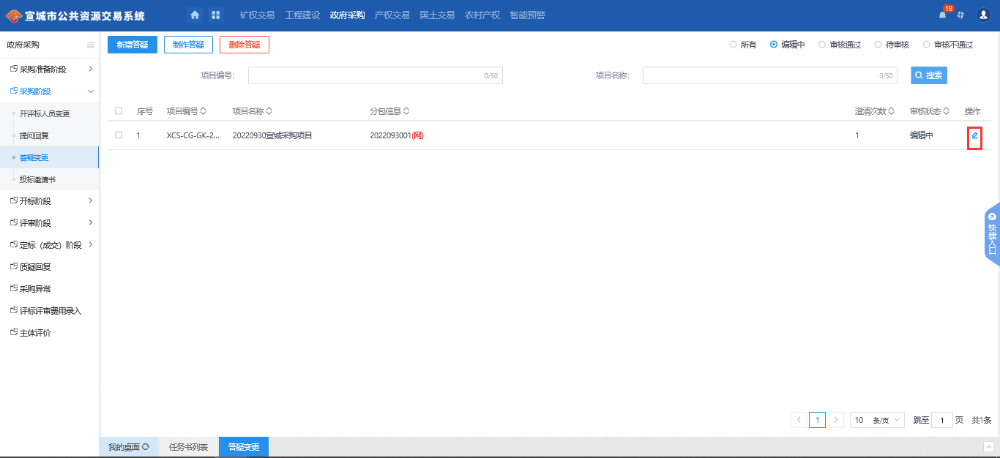 宣城市公共资源交易系统 矿权交易 工程建设 政府采购 产权交易 国土交易 农村产权 智能预警 18
政府采购
采购准备阶段
采购阶段
开评标人员变更
提问回复
答疑变更
投标邀请书
开标阶段
评审阶段
定标（成交）阶段
质疑回复
采购异常
评标评审费用录入
主体评价
新增答疑 制作答疑 删除答疑 所有 编辑中 审核通过 待审核 审核不通过
项目编号: 0/50 项目名称: 0/50 搜索
序号 项目编号 项目名称 分包信息 澄清次数 审核状态 操作
1 XCS-CG-GK-2... 20220930宣城采购项目 2022093001(网) 1 编辑中
快捷入口
1 10 条/页 跳至 1 页 共1条
我的桌面 任务书列表 答疑变更